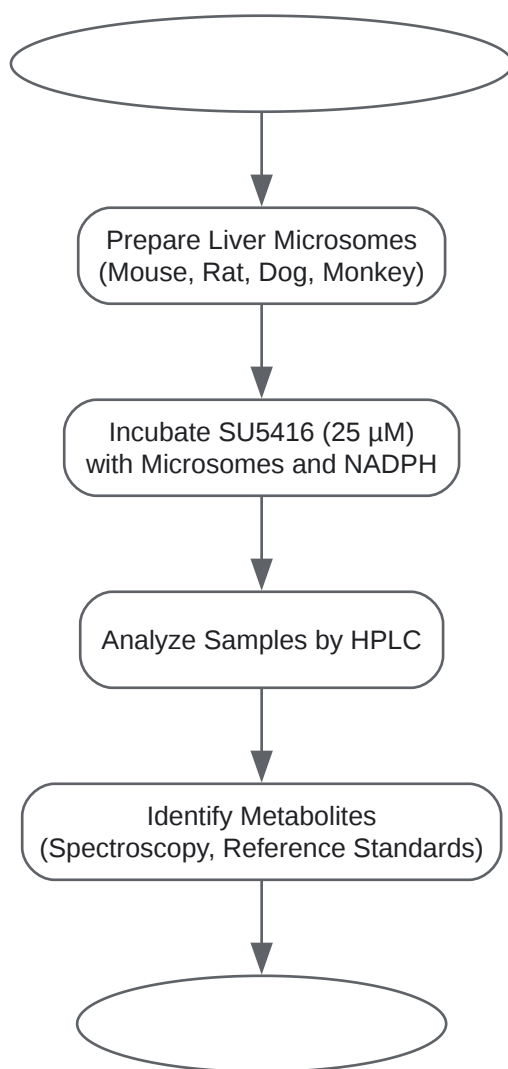 Prepare Liver Microsomes
(Mouse, Rat, Dog, Monkey)
Incubate SU5416 (25 µM)
with Microsomes and NADPH
Analyze Samples by HPLC
Identify Metabolites
(Spectroscopy, Reference Standards)